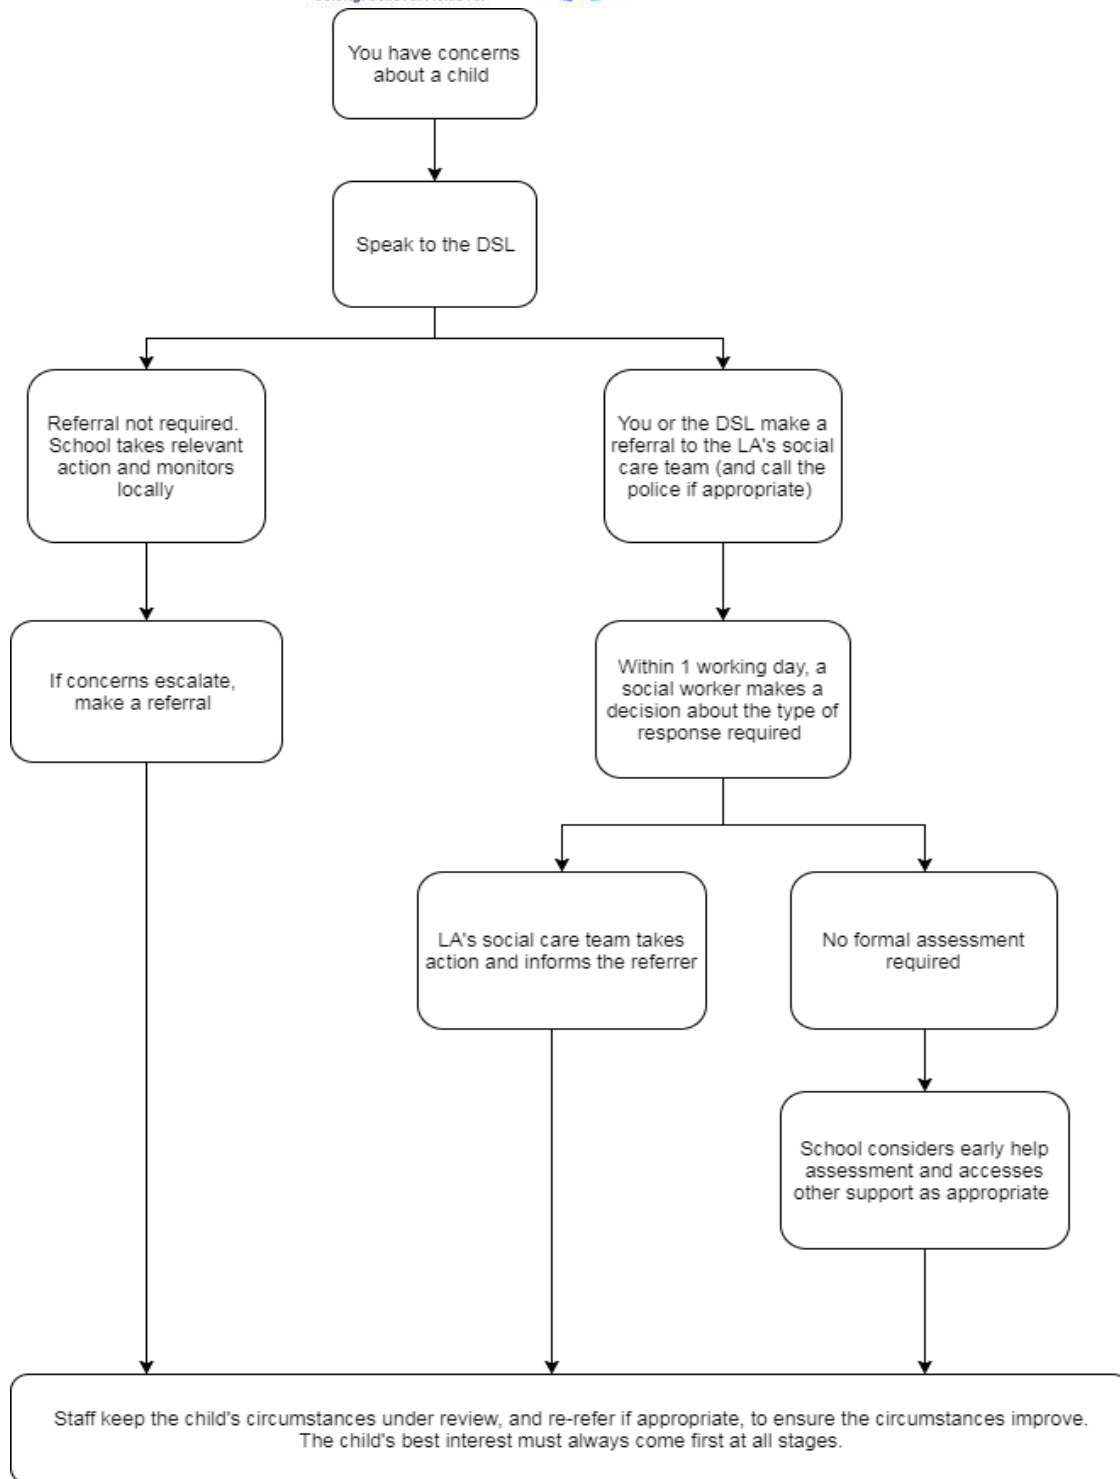 You have concerns
about a child
Speak to the DSL
Referral not required.
School takes relevant
action and monitors
locally
You or the DSL make a
referral to the LA's social
care team (and call the
police if appropriate)
If concerns escalate,
make a referral
Within 1 working day, a
social worker makes a
decision about the type of
response required
LA's social care team takes
action and informs the referrer
No formal assessment
required
School considers early help
assessment and accesses
other support as appropriate
Staff keep the child's circumstances under review, and re-refer if appropriate, to ensure the circumstances improve.
The child's best interest must always come first at all stages.